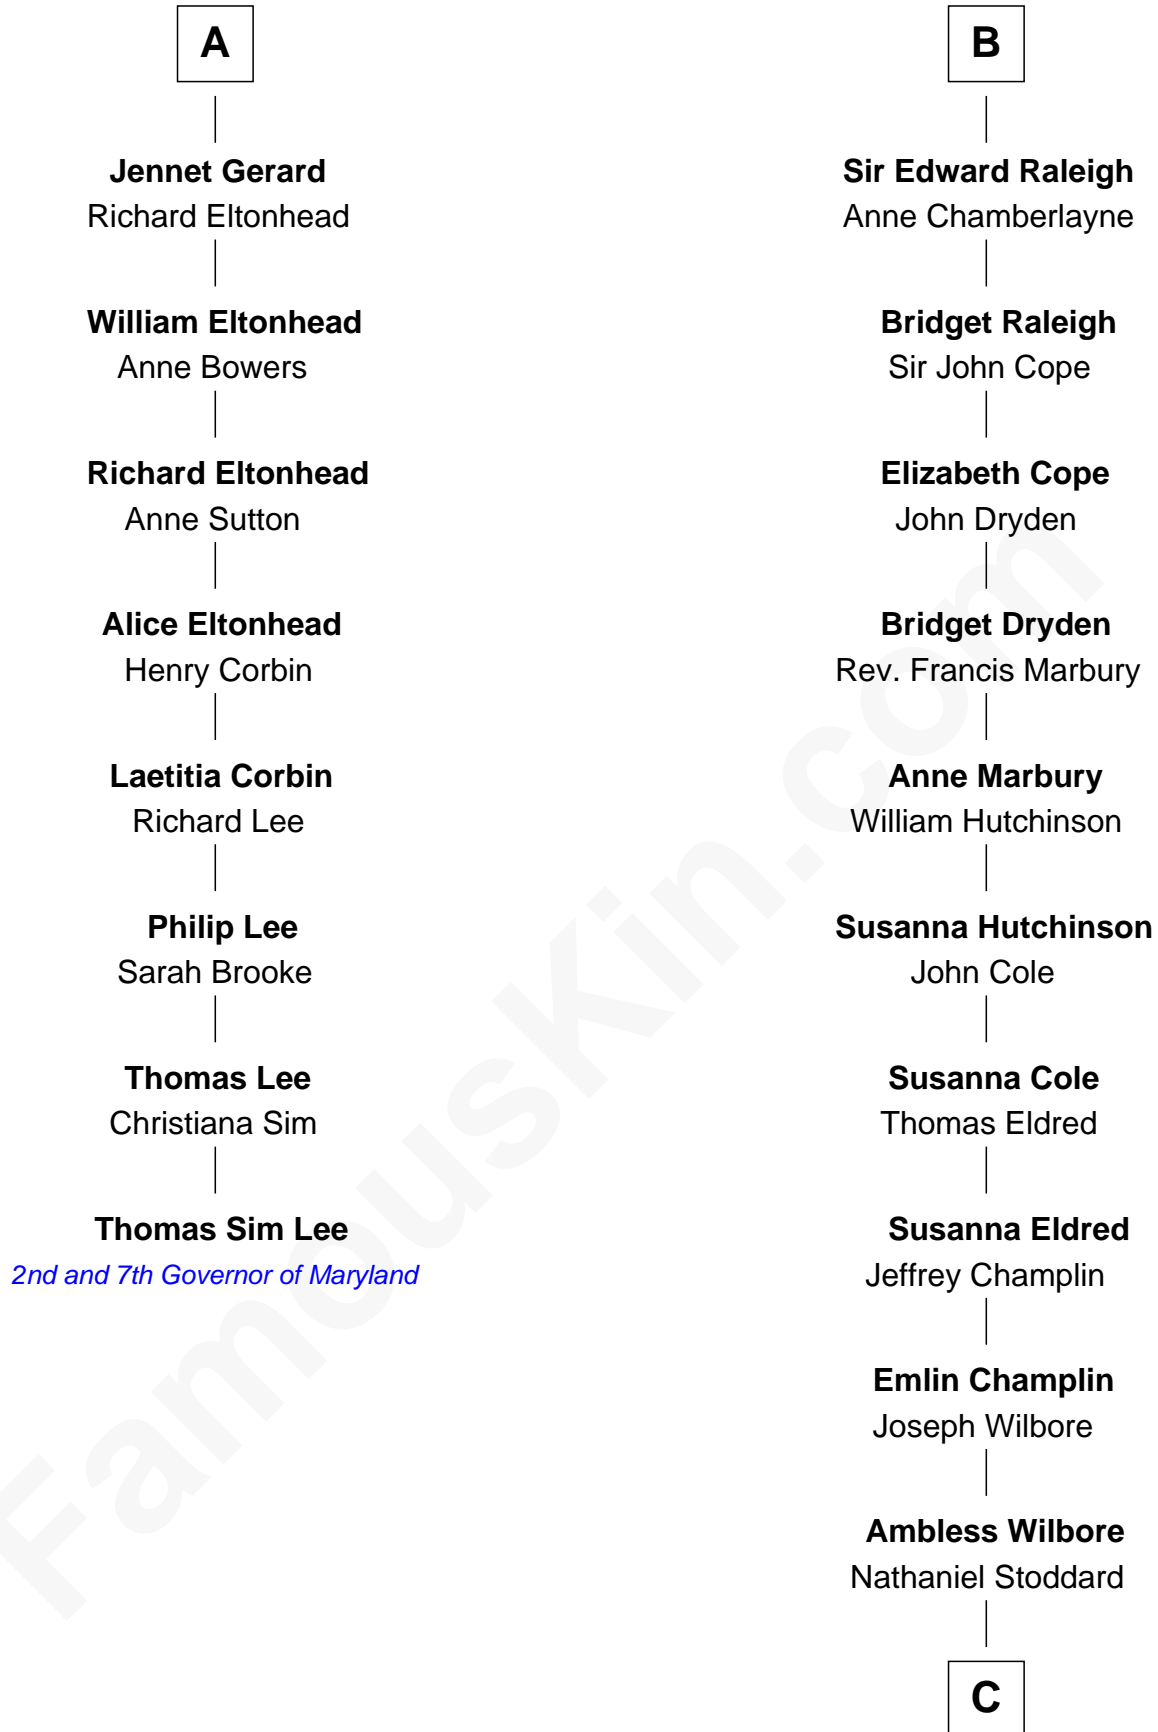 A
Jennet Gerard
Richard Eltonhead
William Eltonhead
Anne Bowers
Richard Eltonhead
Anne Sutton
Alice Eltonhead
Henry Corbin
Laetitia Corbin
Richard Lee
Philip Lee
Sarah Brooke
Thomas Lee
Christiana Sim
Thomas Sim Lee
2nd and 7th Governor of Maryland
B
Sir Edward Raleigh
Anne Chamberlayne
Bridget Raleigh
Sir John Cope
Elizabeth Cope
John Dryden
Bridget Dryden
Rev. Francis Marbury
Anne Marbury
William Hutchinson
Susanna Hutchinson
John Cole
Susanna Cole
Thomas Eldred
Susanna Eldred
Jeffrey Champlin
Emlin Champlin
Joseph Wilbore
Ambless Wilbore
Nathaniel Stoddard
C
FamousKin.com